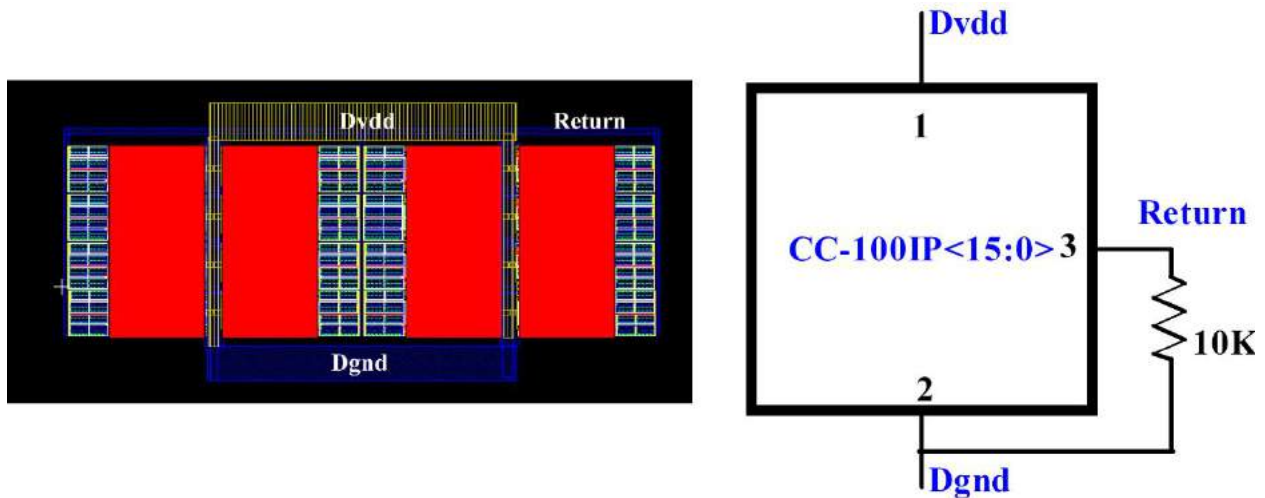 Dvdd
Return
Dgnd
Dvdd
1
CC-100IP<15:0>
3
Return
10K
2
Dgnd